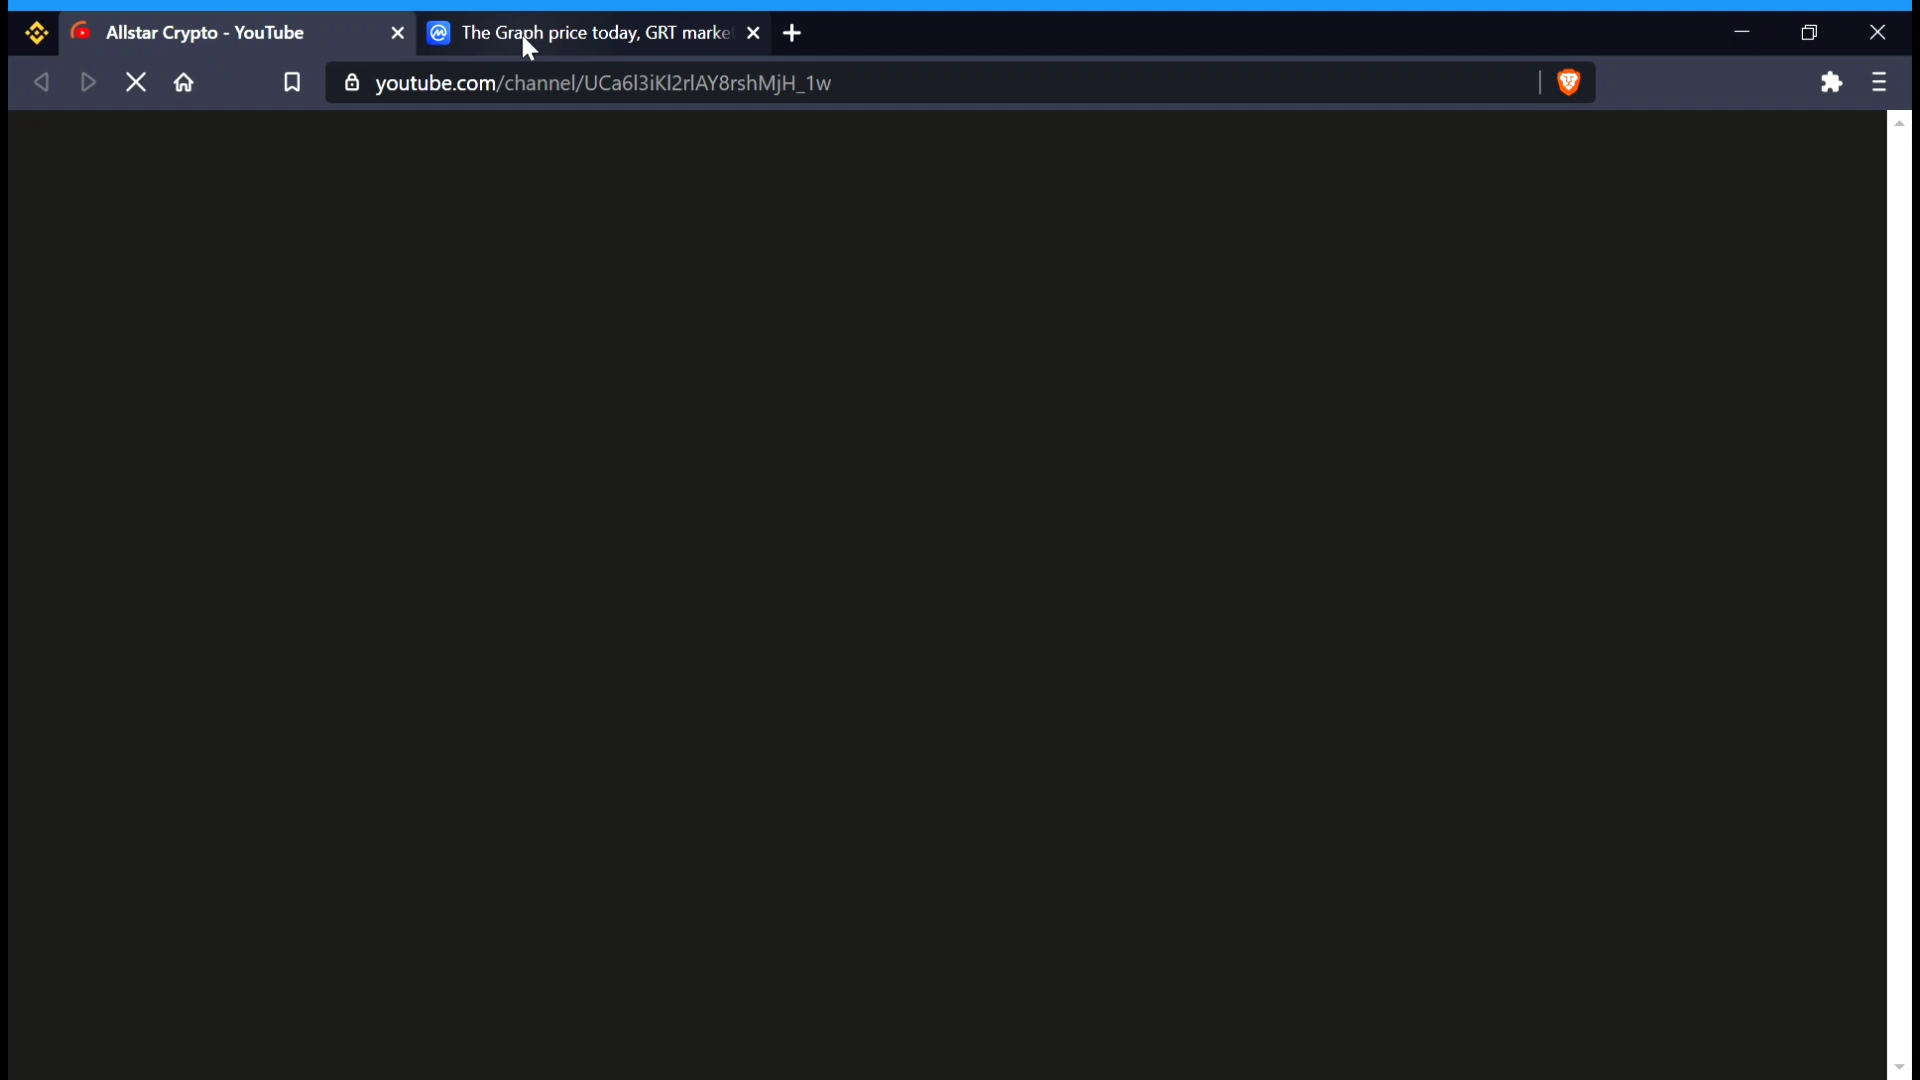 Allstar Crypto - YouTube
The Graph price today, GRT marke
youtube.com/channel/UCa6l3iKl2rlAY8rshMjH_1w